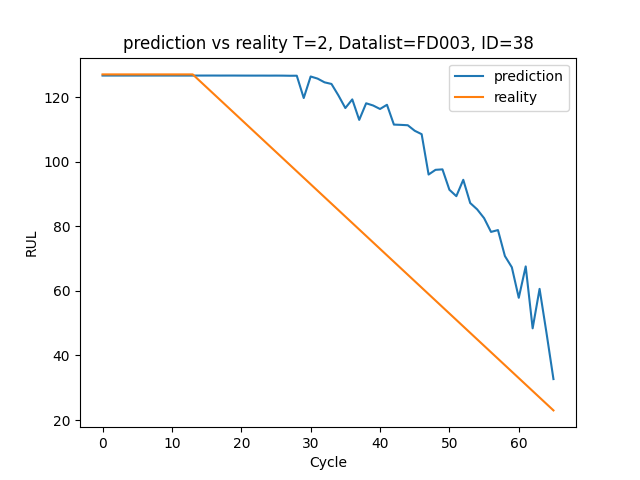 prediction vs reality T=2, Datalist=FD003, ID=38
prediction
reality
RUL
120
100
80
60
40
20
0 10 20 30 40 50 60
Cycle